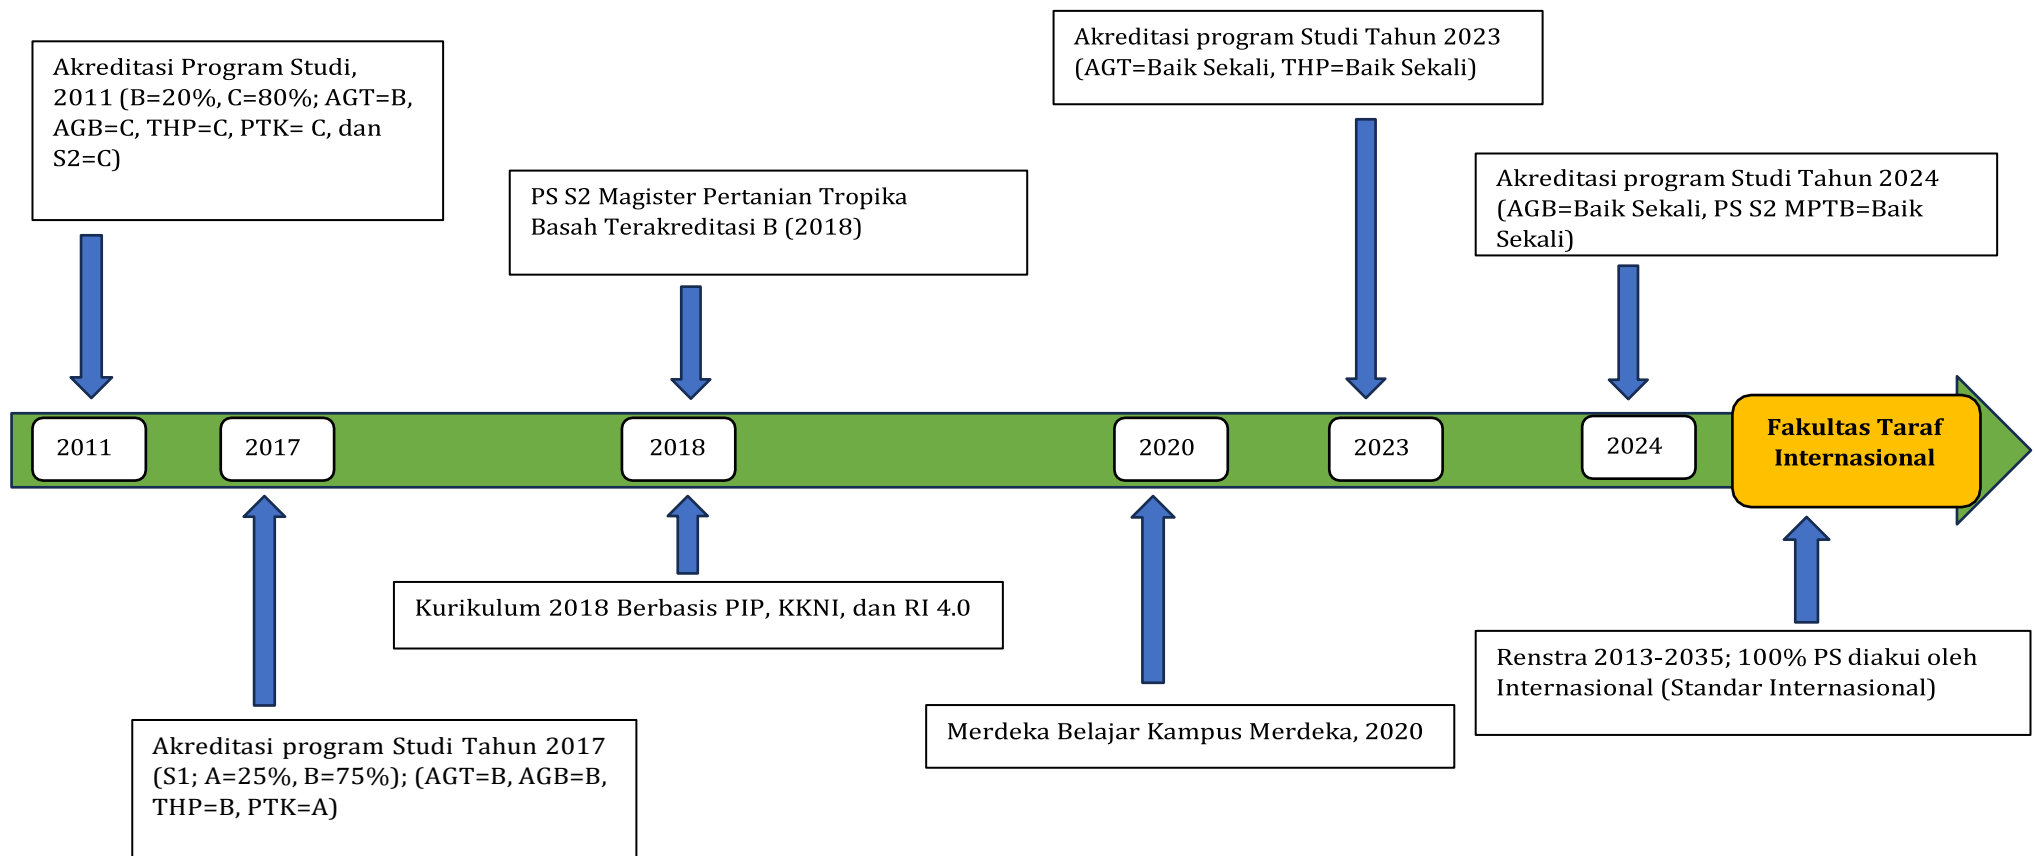 Akreditasi program Studi Tahun 2023
(AGT=Baik Sekali, THP=Baik Sekali)
Akreditasi Program Studi,
2011 (B=20%, C=80%; AGT=B,
AGB=C, THP=C, PTK= C, dan
S2=C)
PS S2 Magister Pertanian Tropika
Basah Terakreditasi B (2018)
Akreditasi program Studi Tahun 2024
(AGB=Baik Sekali, PS S2 MPTB=Baik
Sekali)
2011
2017
2018
2020
2023
2024
Fakultas Taraf
Internasional
Kurikulum 2018 Berbasis PIP, KKNI, dan RI 4.0
Renstra 2013-2035; 100% PS diakui oleh
Internasional (Standar Internasional)
Merdeka Belajar Kampus Merdeka, 2020
Akreditasi program Studi Tahun 2017
(S1; A=25%, B=75%); (AGT=B, AGB=B,
THP=B, PTK=A)